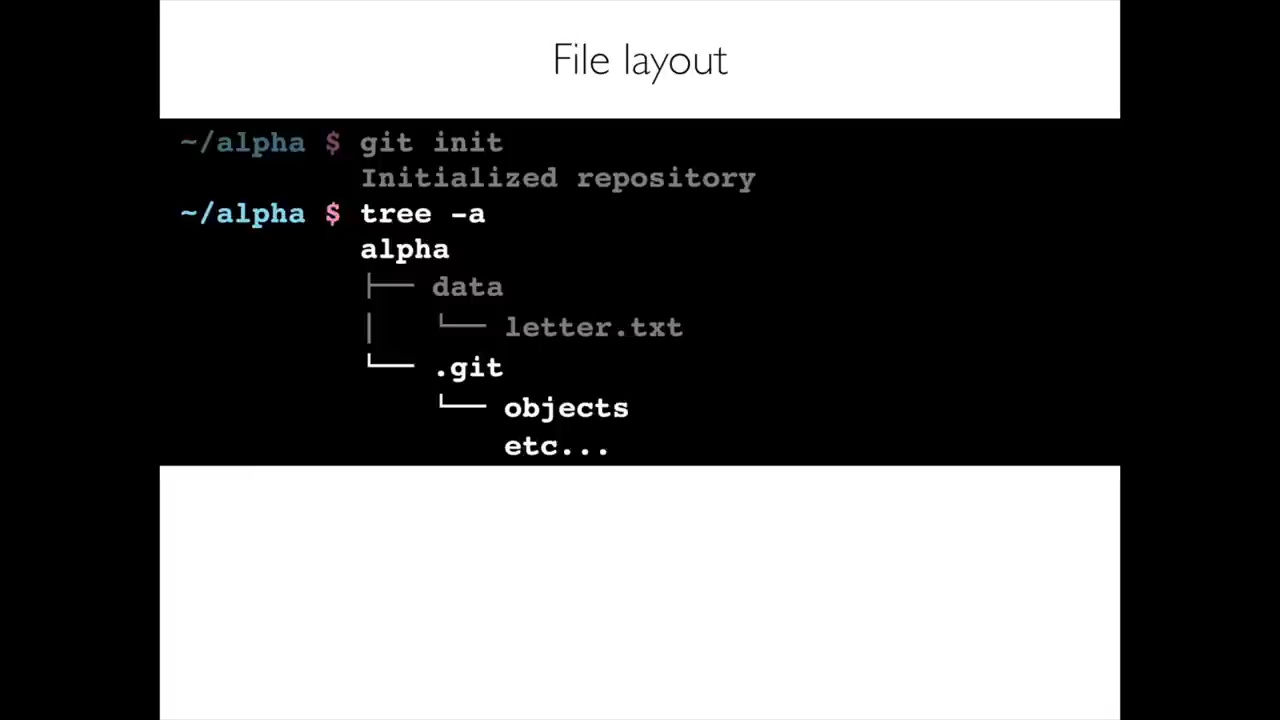 File layout
~/alpha $ git init
Initialized repository
~/alpha $ tree -a
alpha
├── data
│   └── letter.txt
└── .git
    └── objects
        etc...